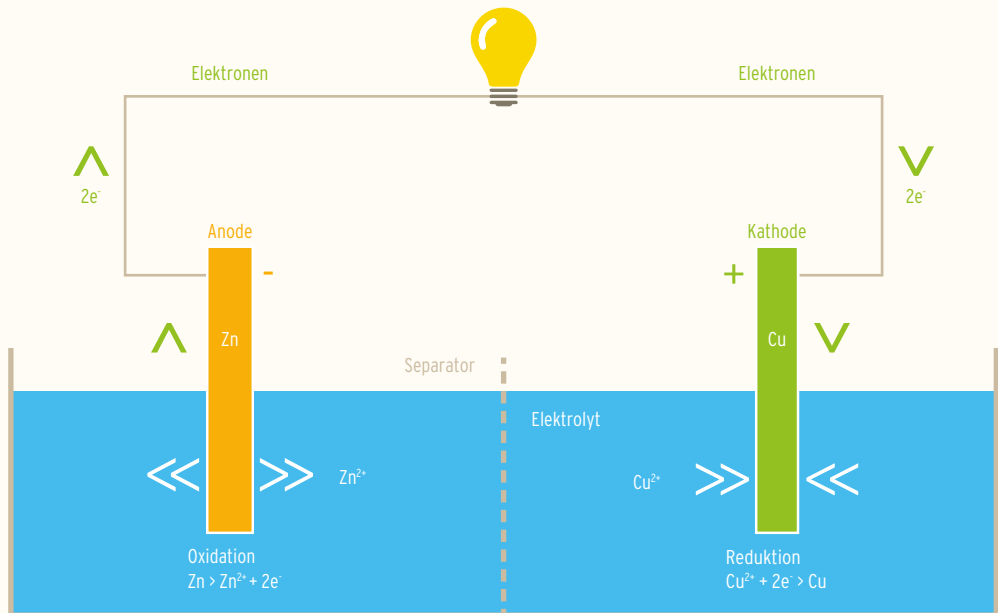 Elektronen
Elektronen
2e⁻
2e⁻
Anode
Kathode
-
+
Zn
Cu
Separator
Elektrolyt
Zn²⁺
Cu²⁺
Oxidation
Zn > Zn²⁺ + 2e⁻
Reduktion
Cu²⁺ + 2e⁻ > Cu